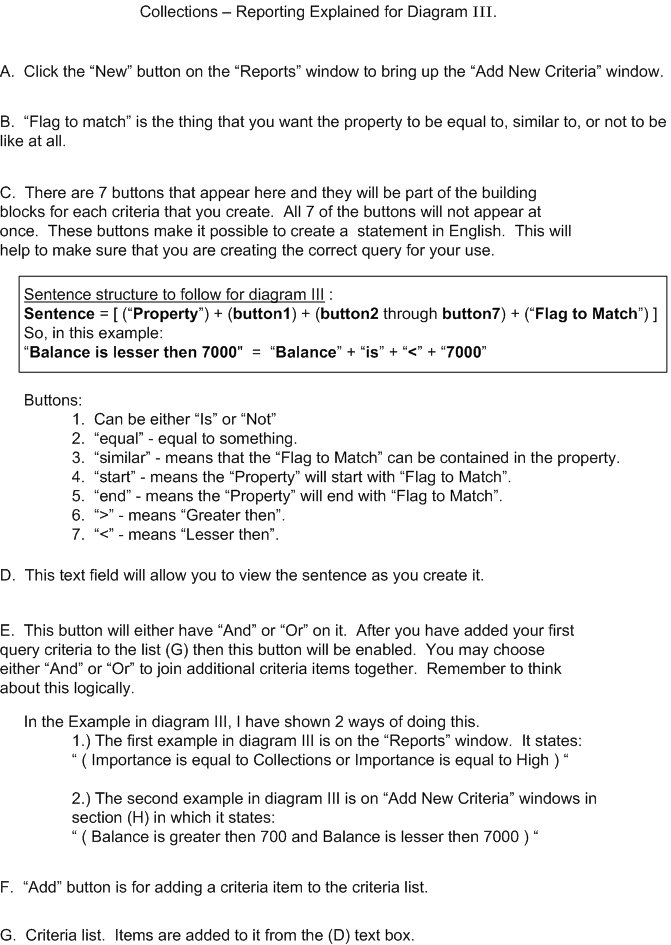 Collections – Reporting Explained for Diagram III.
A. Click the “New” button on the “Reports” window to bring up the “Add New Criteria” window.
B. “Flag to match” is the thing that you want the property to be equal to, similar to, or not to be
like at all.
C. There are 7 buttons that appear here and they will be part of the building
blocks for each criteria that you create. All 7 of the buttons will not appear at
once. These buttons make it possible to create a statement in English. This will
help to make sure that you are creating the correct query for your use.
Sentence structure to follow for diagram III :
Sentence = [ (“Property”) + (button1) + (button2 through button7) + (“Flag to Match”) ]
So, in this example:
“Balance is lesser then 7000" = “Balance” + “is” + “<” + “7000”
Buttons:
1. Can be either “Is” or “Not”
2. “equal” - equal to something.
3. “similar” - means that the “Flag to Match” can be contained in the property.
4. “start” - means the “Property” will start with “Flag to Match”.
5. “end” - means the “Property” will end with “Flag to Match”.
6. “>” - means “Greater then”.
7. “<” - means “Lesser then”.
D. This text field will allow you to view the sentence as you create it.
E. This button will either have “And” or “Or” on it. After you have added your first
query criteria to the list (G) then this button will be enabled. You may choose
either “And” or “Or” to join additional criteria items together. Remember to think
about this logically.
In the Example in diagram III, I have shown 2 ways of doing this.
1.) The first example in diagram III is on the “Reports” window. It states:
“ ( Importance is equal to Collections or Importance is equal to High ) “
2.) The second example in diagram III is on “Add New Criteria” windows in
section (H) in which it states:
“ ( Balance is greater then 700 and Balance is lesser then 7000 ) “
F. “Add” button is for adding a criteria item to the criteria list.
G. Criteria list. Items are added to it from the (D) text box.